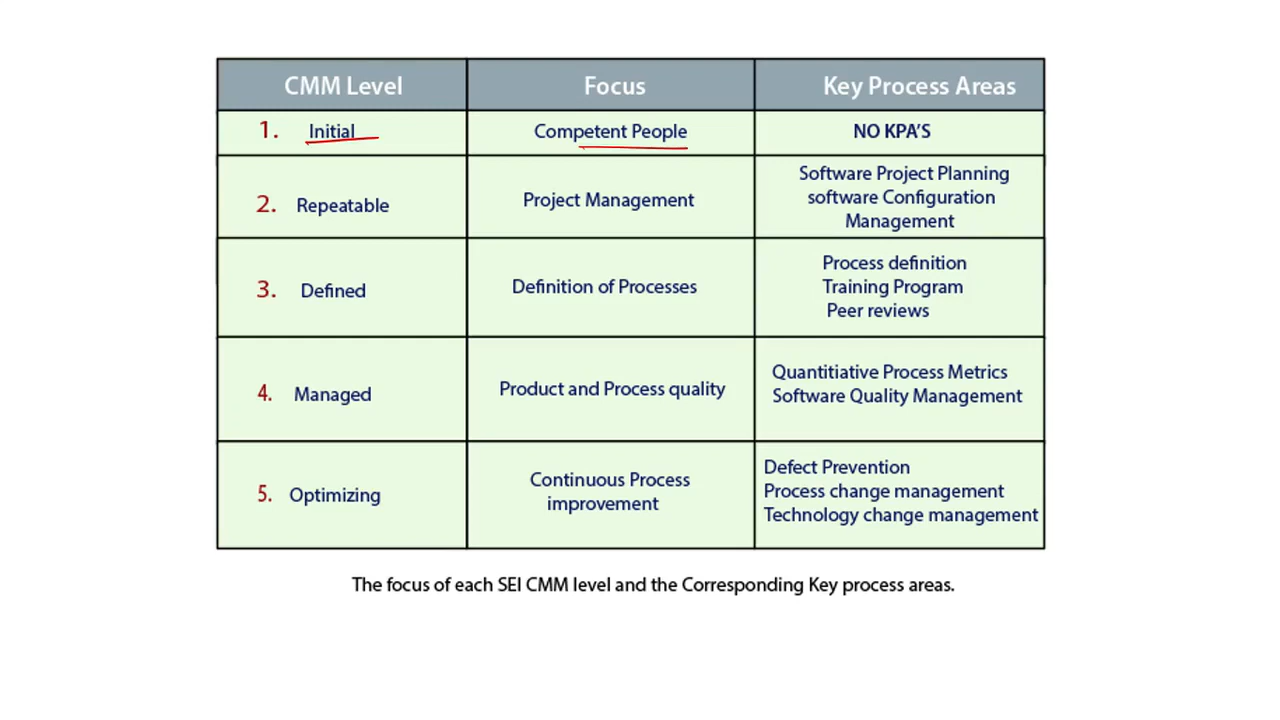 CMM Level Focus Key Process Areas
1. Initial Competent People NO KPA'S
2. Repeatable Project Management Software Project Planning
software Configuration
Management
3. Defined Definition of Processes Process definition
Training Program
Peer reviews
4. Managed Product and Process quality Quantitiative Process Metrics
Software Quality Management
5. Optimizing Continuous Process
improvement
Defect Prevention
Process change management
Technology change management
The focus of each SEI CMM level and the Corresponding Key process areas.